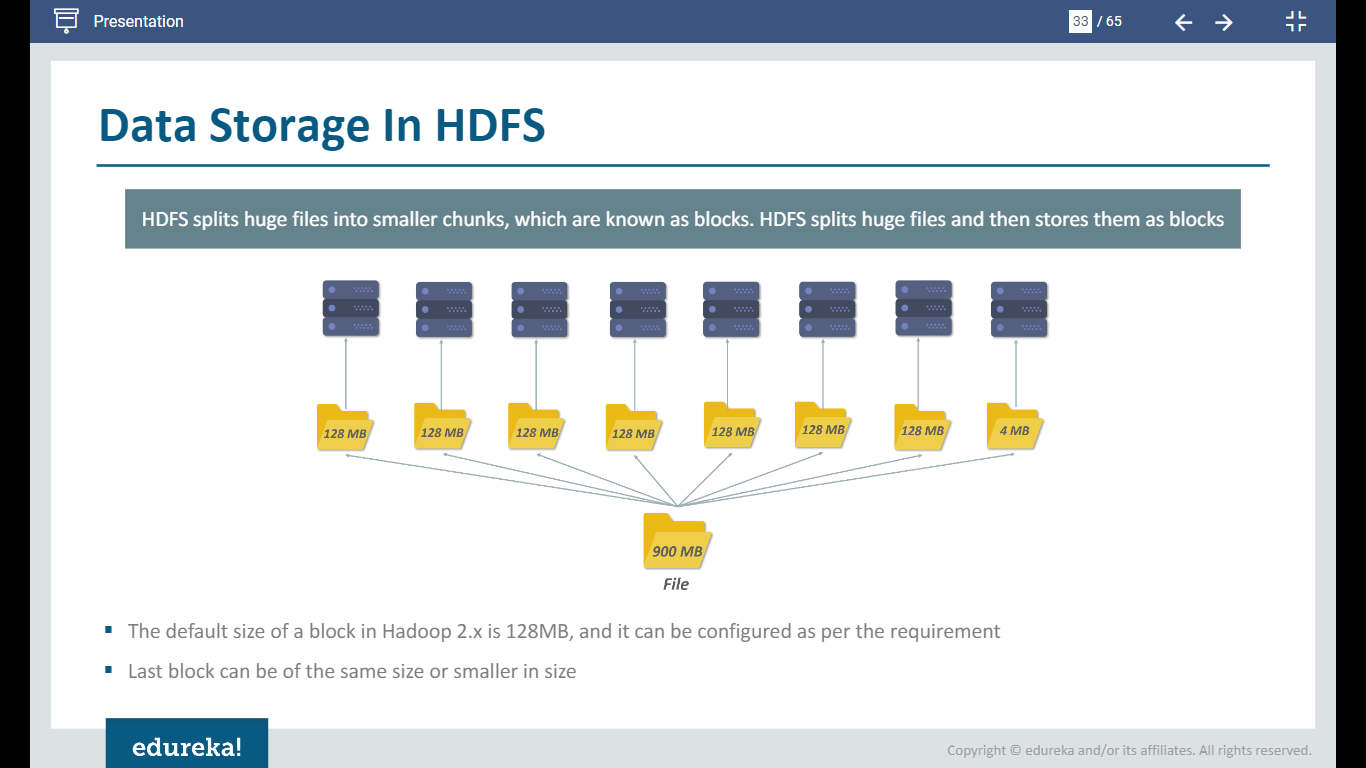 Presentation
33 / 65
Data Storage In HDFS
HDFS splits huge files into smaller chunks, which are known as blocks. HDFS splits huge files and then stores them as blocks
128 MB 128 MB 128 MB 128 MB 128 MB 128 MB 128 MB 4 MB
900 MB
File
The default size of a block in Hadoop 2.x is 128MB, and it can be configured as per the requirement
Last block can be of the same size or smaller in size
edureka!
Copyright © edureka and/or its affiliates. All rights reserved.